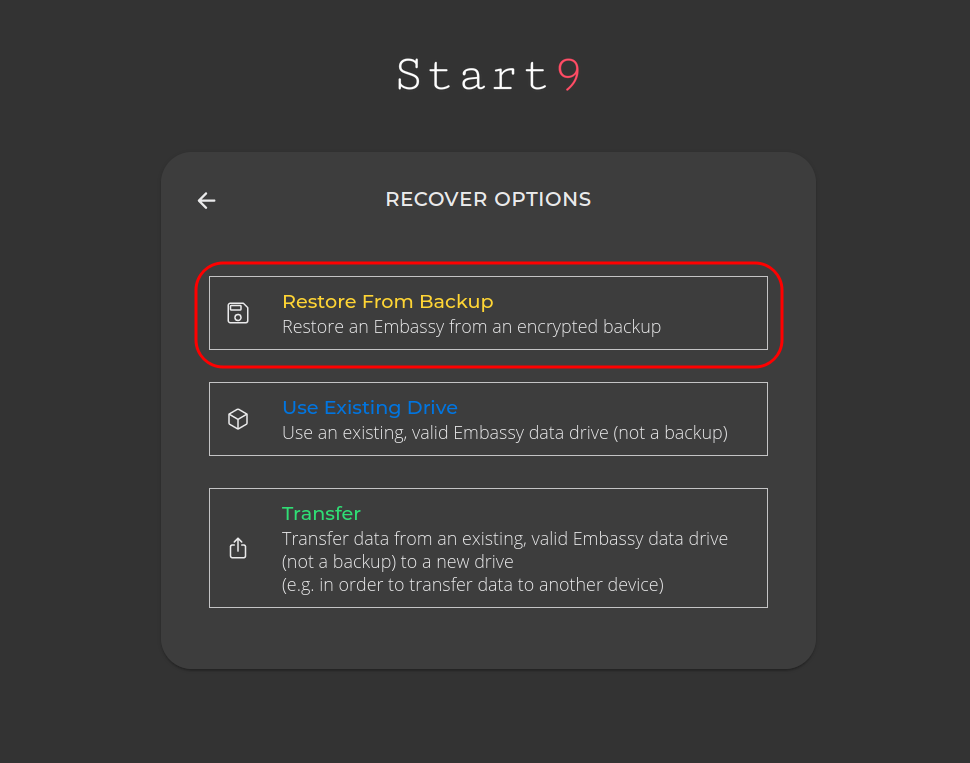 Start9
RECOVER OPTIONS
Restore From Backup
Restore an Embassy from an encrypted backup
Use Existing Drive
Use an existing, valid Embassy data drive (not a backup)
Transfer
Transfer data from an existing, valid Embassy data drive
(not a backup) to a new drive
(e.g. in order to transfer data to another device)